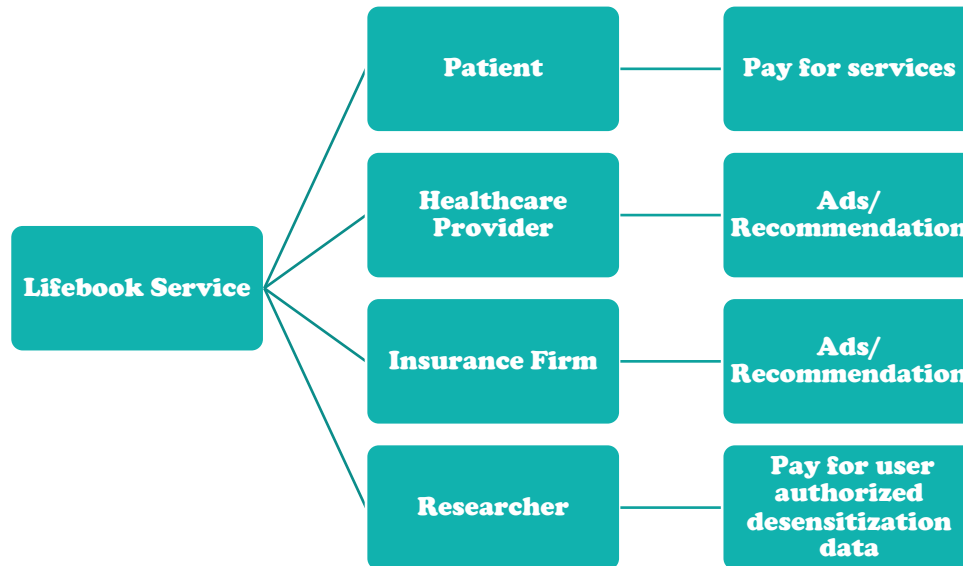 Patient
Pay for services
Healthcare
Provider
Ads/
Recommendation
Lifebook Service
Insurance Firm
Ads/
Recommendation
Researcher
Pay for user
authorized
desensitization
data